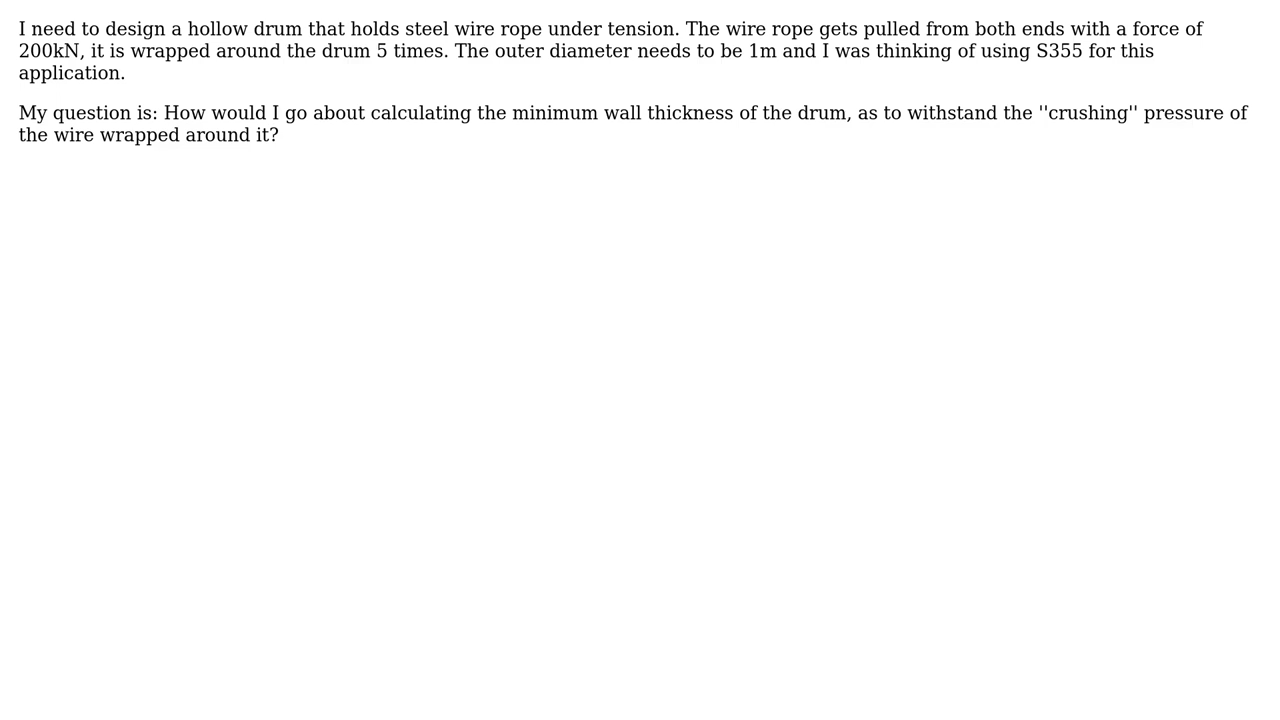 I need to design a hollow drum that holds steel wire rope under tension. The wire rope gets pulled from both ends with a force of
200kN, it is wrapped around the drum 5 times. The outer diameter needs to be 1m and I was thinking of using S355 for this
application.
My question is: How would I go about calculating the minimum wall thickness of the drum, as to withstand the ''crushing'' pressure of
the wire wrapped around it?